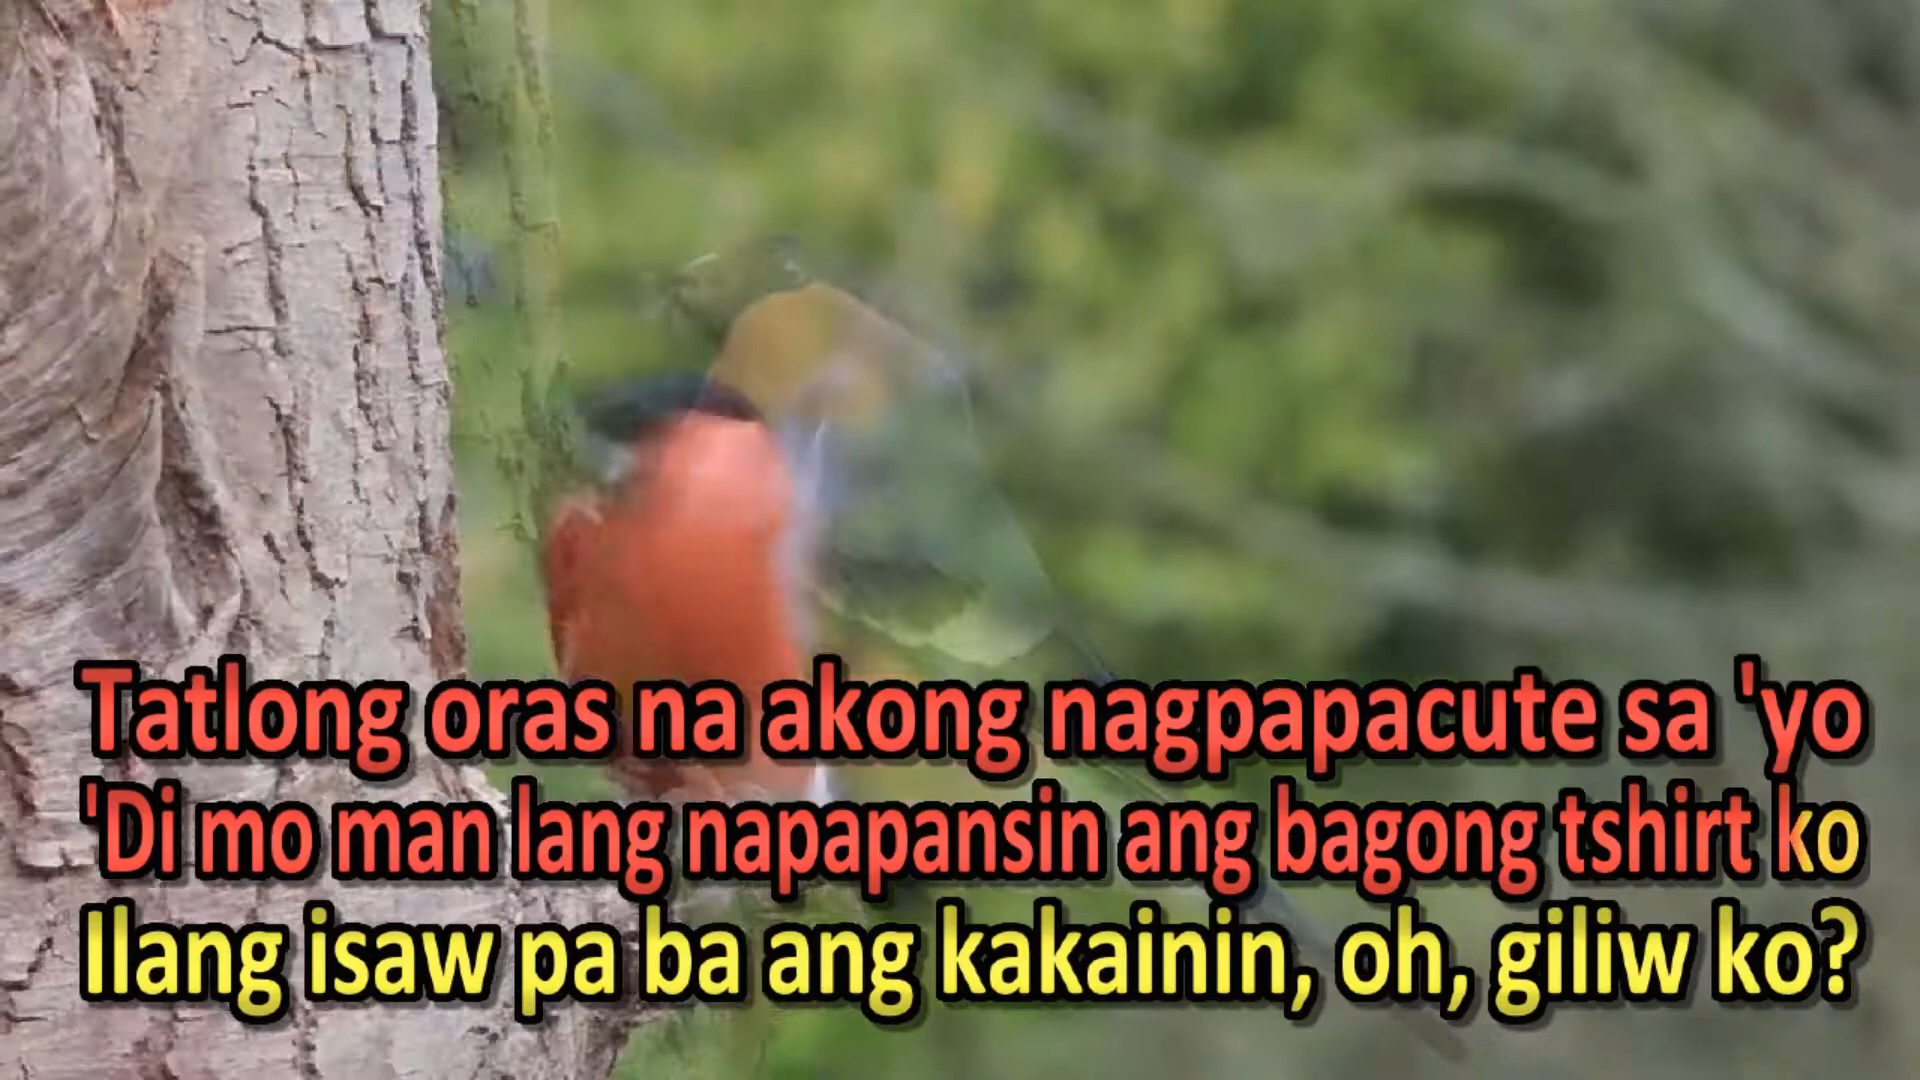 Tatlong oras na akong nagpapacute sa 'yo
'Di mo man lang napapansin ang bagong tshirt ko
Ilang isaw pa ba ang kakainin, oh, giliw ko?